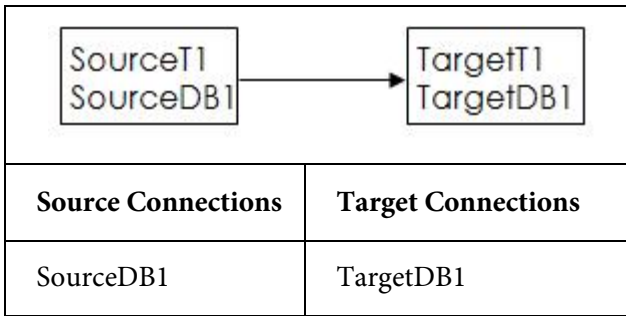 SourceT1
SourceDB1
TargetT1
TargetDB1
Source Connections
Target Connections
SourceDB1
TargetDB1